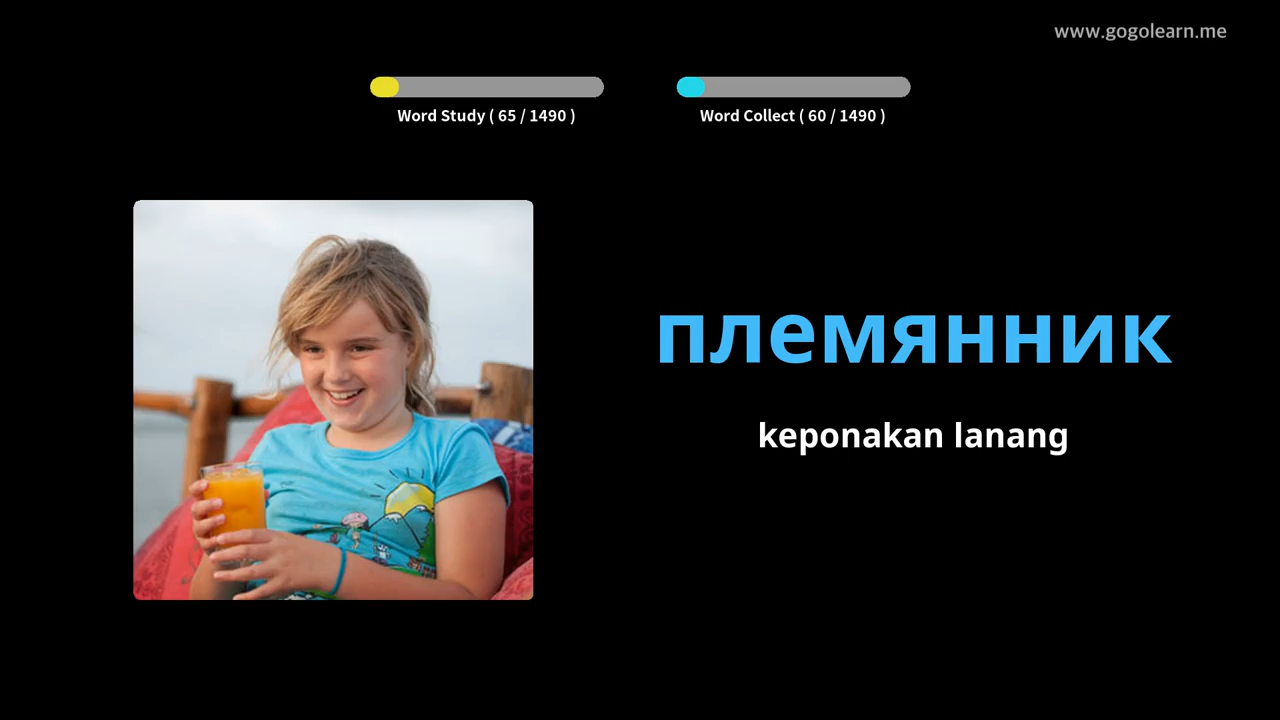 www.gogolearn.me
Word Study ( 65 / 1490 )
Word Collect ( 60 / 1490 )
племянник
keponakan lanang